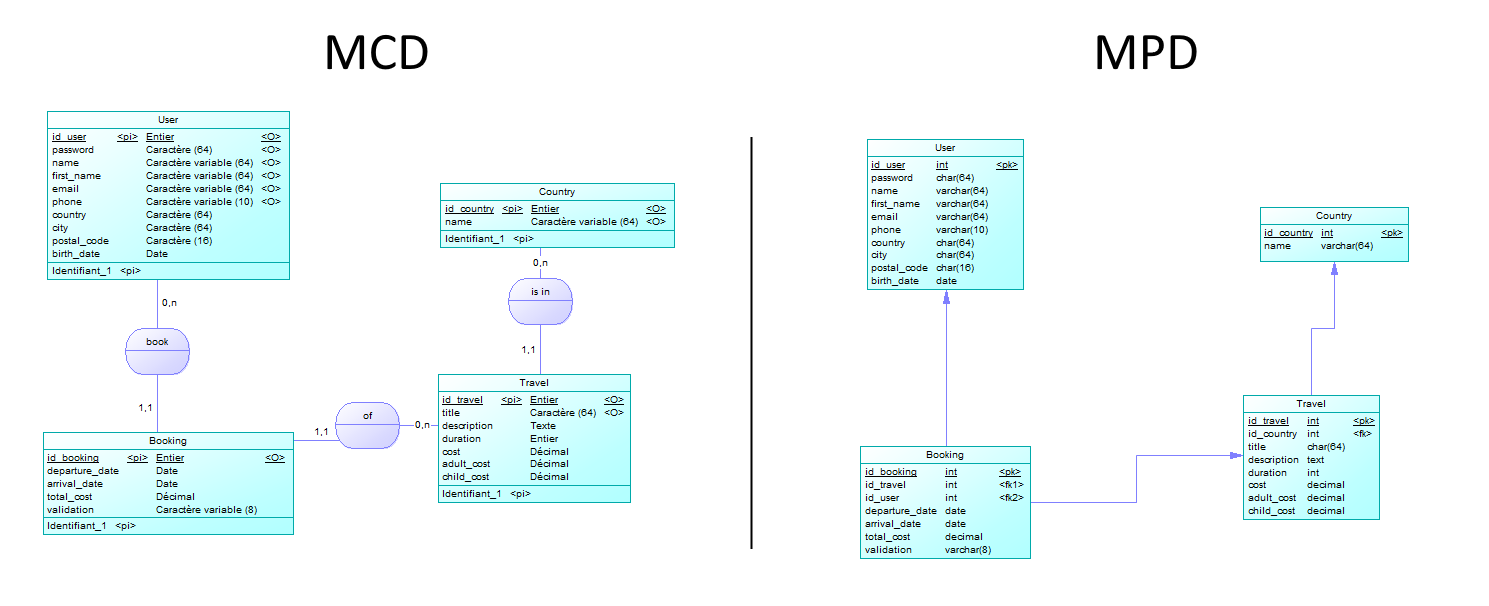 MCD
User
id_user <pi> Entier <O>
password Caractère (64) <O>
name Caractère variable (64) <O>
first_name Caractère variable (64) <O>
email Caractère variable (64) <O>
phone Caractère variable (10) <O>
country Caractère (64)
city Caractère (64)
postal_code Caractère (16)
birth_date Date
Identifiant_1 <pi>
0,n
book
1,1
Booking
id_booking <pi> Entier <O>
departure_date Date
arrival_date Date
total_cost Décimal
validation Caractère variable (8)
Identifiant_1 <pi>
1,1
of
0,n
Country
id_country <pi> Entier <O>
name Caractère variable (64) <O>
Identifiant_1 <pi>
0,n
is in
1,1
Travel
id_travel <pi> Entier <O>
title Caractère (64) <O>
description Texte
duration Entier
cost Décimal
adult_cost Décimal
child_cost Décimal
Identifiant_1 <pi>
MPD
User
id_user int <pk>
password char(64)
name varchar(64)
first_name varchar(64)
email varchar(64)
phone varchar(10)
country char(64)
city char(64)
postal_code char(16)
birth_date date
Country
id_country int <pk>
name varchar(64)
Booking
id_booking int <pk>
id_travel int <fk1>
id_user int <fk2>
departure_date date
arrival_date date
total_cost decimal
validation varchar(8)
Travel
id_travel int <pk>
id_country int <fk>
title char(64)
description text
duration int
cost decimal
adult_cost decimal
child_cost decimal